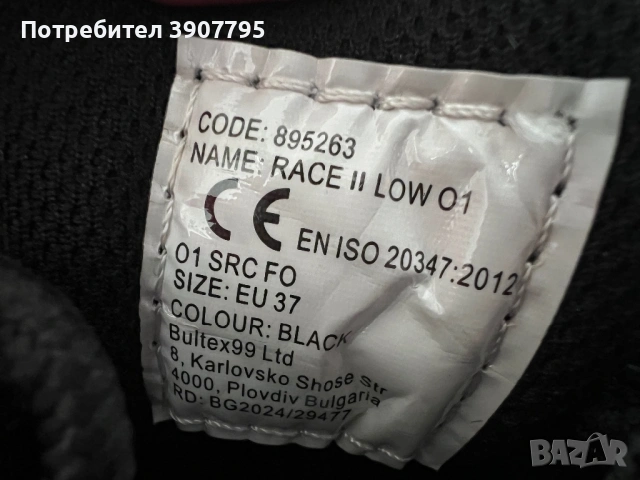 Потребител 3907795
CODE: 895263
NAME: RACE II LOW O1
CE EN ISO 20347:2012
O1 SRC FO
SIZE: EU 37
COLOUR: BLACK
Bultex99 Ltd
8, Karlovsko Shose Str
4000, Plovdiv Bulgaria
RD: BG2024/29477
BAZAR